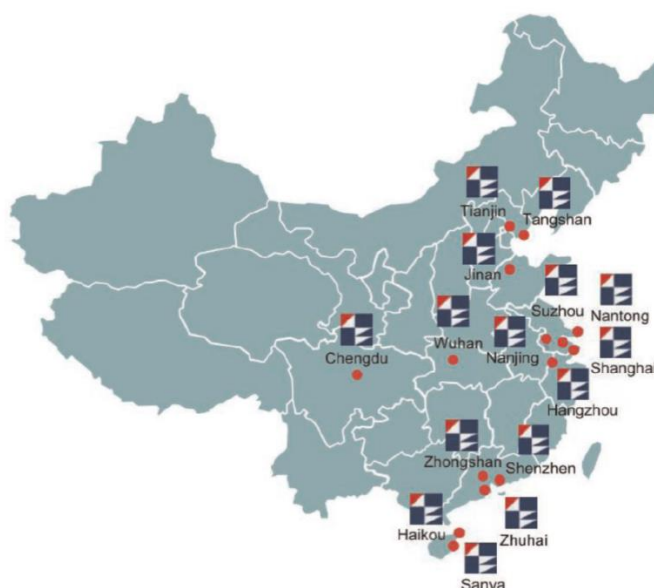 Tianjin
Tangshan
Jinan
Suzhou
Nantong
Wuhan
Nanjing
Shanghai
Chengdu
Hangzhou
Zhongshan
Shenzhen
Haikou
Zhuhai
Sanya